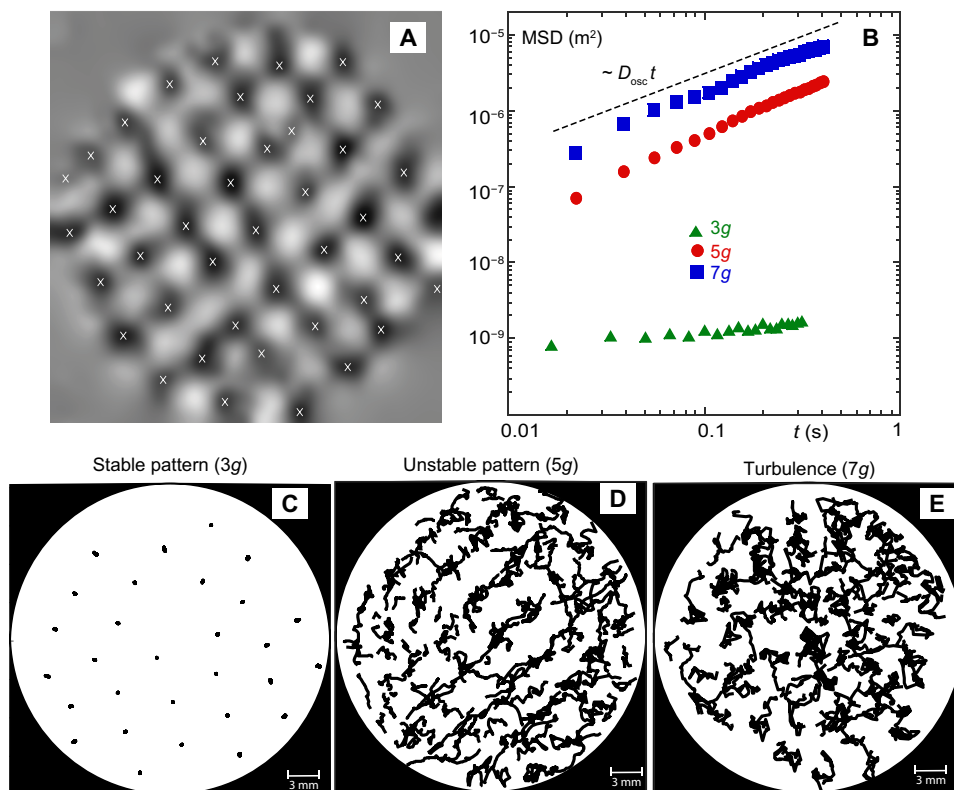 A
MSD (m²)
B
~ Dosc t
10⁻⁵
10⁻⁶
10⁻⁷
10⁻⁸
10⁻⁹
3g
5g
7g
0.01
0.1
t (s)
1
Stable pattern (3g)
Unstable pattern (5g)
Turbulence (7g)
C
D
E
3 mm
3 mm
3 mm